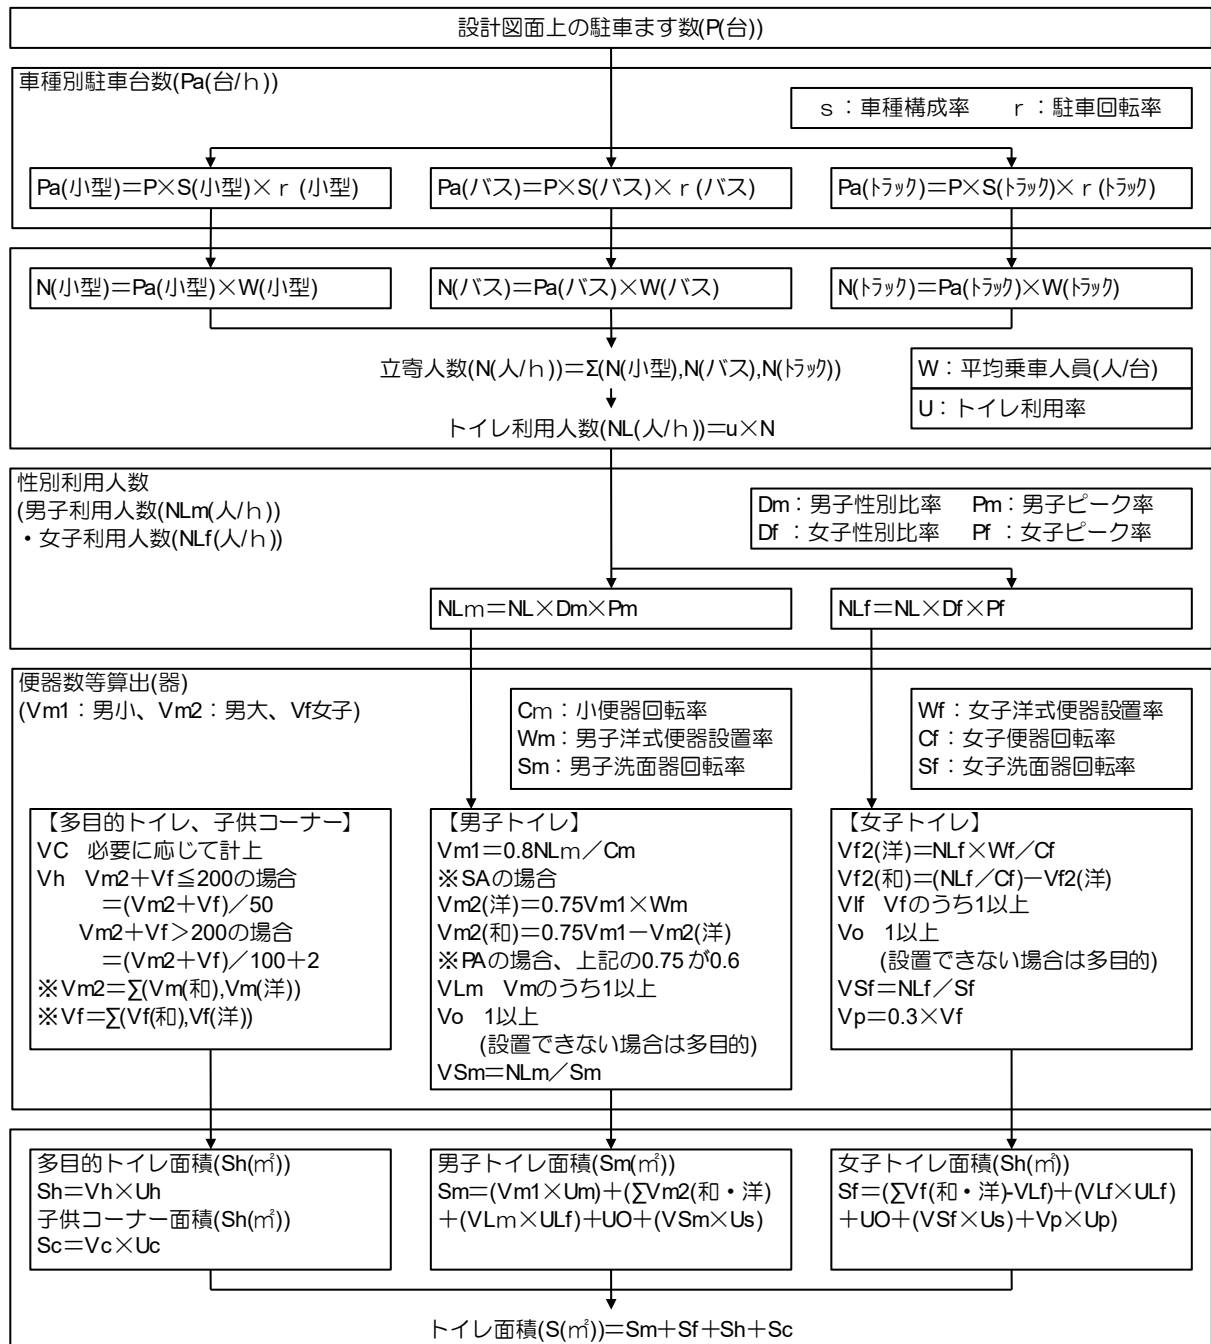 設計図面上の駐車ます数(P(台))
車種別駐車台数(Pa(台/ｈ))
ｓ：車種構成率　　ｒ：駐車回転率
Pa(小型)＝P×S(小型)×ｒ(小型)
Pa(バス)＝P×S(バス)×ｒ(バス)
Pa(ﾄﾗｯｸ)＝P×S(ﾄﾗｯｸ)×ｒ(ﾄﾗｯｸ)
N(小型)＝Pa(小型)×W(小型)
N(バス)＝Pa(バス)×W(バス)
N(ﾄﾗｯｸ)＝Pa(ﾄﾗｯｸ)×W(ﾄﾗｯｸ)
立寄人数(N(人/ｈ))＝Σ(N(小型),N(バス),N(ﾄﾗｯｸ))
W：平均乗車人員(人/台)
U：トイレ利用率
トイレ利用人数(NL(人/ｈ))＝u×N
性別利用人数
(男子利用人数(NLm(人/ｈ))
・女子利用人数(NLf(人/ｈ))
Dm：男子性別比率　　Pm：男子ピーク率
Df ：女子性別比率　　Pf ：女子ピーク率
NLｍ＝NL×Dm×Pm
NLf＝NL×Df×Pf
便器数等算出(器)
(Vm1：男小、Vm2：男大、Vf女子)
Cｍ：小便器回転率
Wm：男子洋式便器設置率
Sm：男子洗面器回転率
Wf：女子洋式便器設置率
Cf：女子便器回転率
Sf：女子洗面器回転率
【多目的トイレ、子供コーナー】
VC　必要に応じて計上
Vh　Vm2＋Vf≦200の場合
＝(Vm2＋Vf)／50
Vm2＋Vf＞200の場合
＝(Vm2＋Vf)／100＋2
※Vm2＝∑(Vm(和),Vm(洋))
※Vf＝∑(Vf(和),Vf(洋))
【男子トイレ】
Vm1＝0.8NLｍ／Cm
※SAの場合
Vm2(洋)＝0.75Vm1×Wm
Vm2(和)＝0.75Vm1－Vm2(洋)
※PAの場合、上記の0.75が0.6
VLm　Vmのうち1以上
Vo　1以上
(設置できない場合は多目的)
VSm＝NLm／Sm
【女子トイレ】
Vf2(洋)＝NLf×Wf／Cf
Vf2(和)＝(NLf／Cf)－Vf2(洋)
Vlf　Vfのうち1以上
Vo　1以上
(設置できない場合は多目的)
VSf＝NLf／Sf
Vp＝0.3×Vf
多目的トイレ面積(Sh(㎡))
Sh＝Vh×Uh
子供コーナー面積(Sh(㎡))
Sc＝Vc×Uc
男子トイレ面積(Sm(㎡))
Sm＝(Vm1×Um)＋(∑Vm2(和・洋)
＋(VLｍ×ULf)＋UO＋(VSm×Us)
女子トイレ面積(Sh(㎡))
Sf＝(∑Vf(和・洋)-VLf)＋(VLf×ULf)
＋UO＋(VSf×Us)＋Vp×Up)
トイレ面積(S(㎡))＝Sm＋Sf＋Sh＋Sc